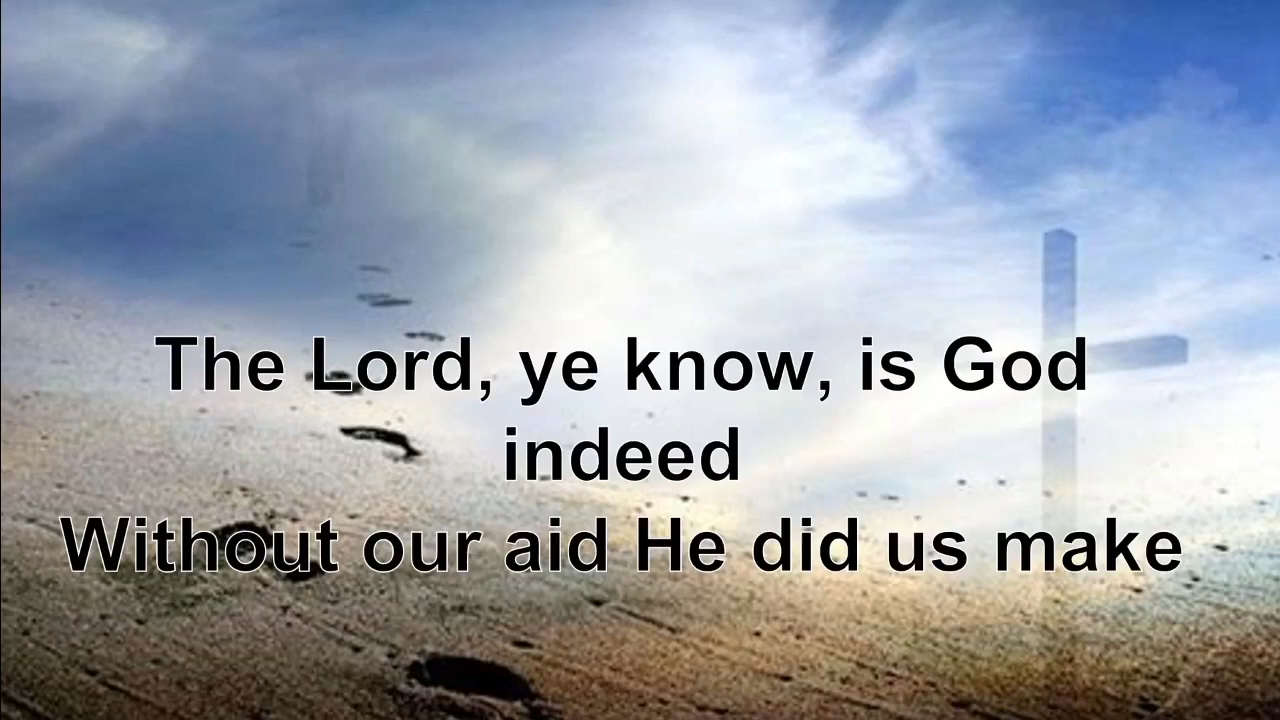 The Lord, ye know, is God
indeed
Without our aid He did us make